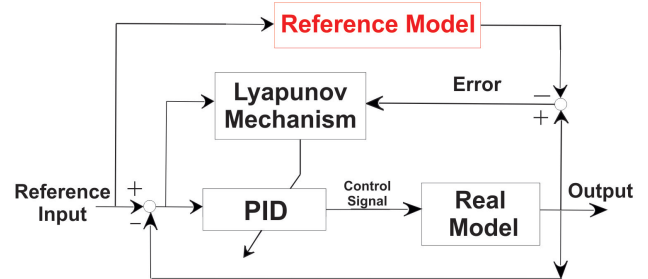 Reference Model
Lyapunov
Mechanism
Error
−
+
Reference
Input
+
−
PID
Control
Signal
Real
Model
Output